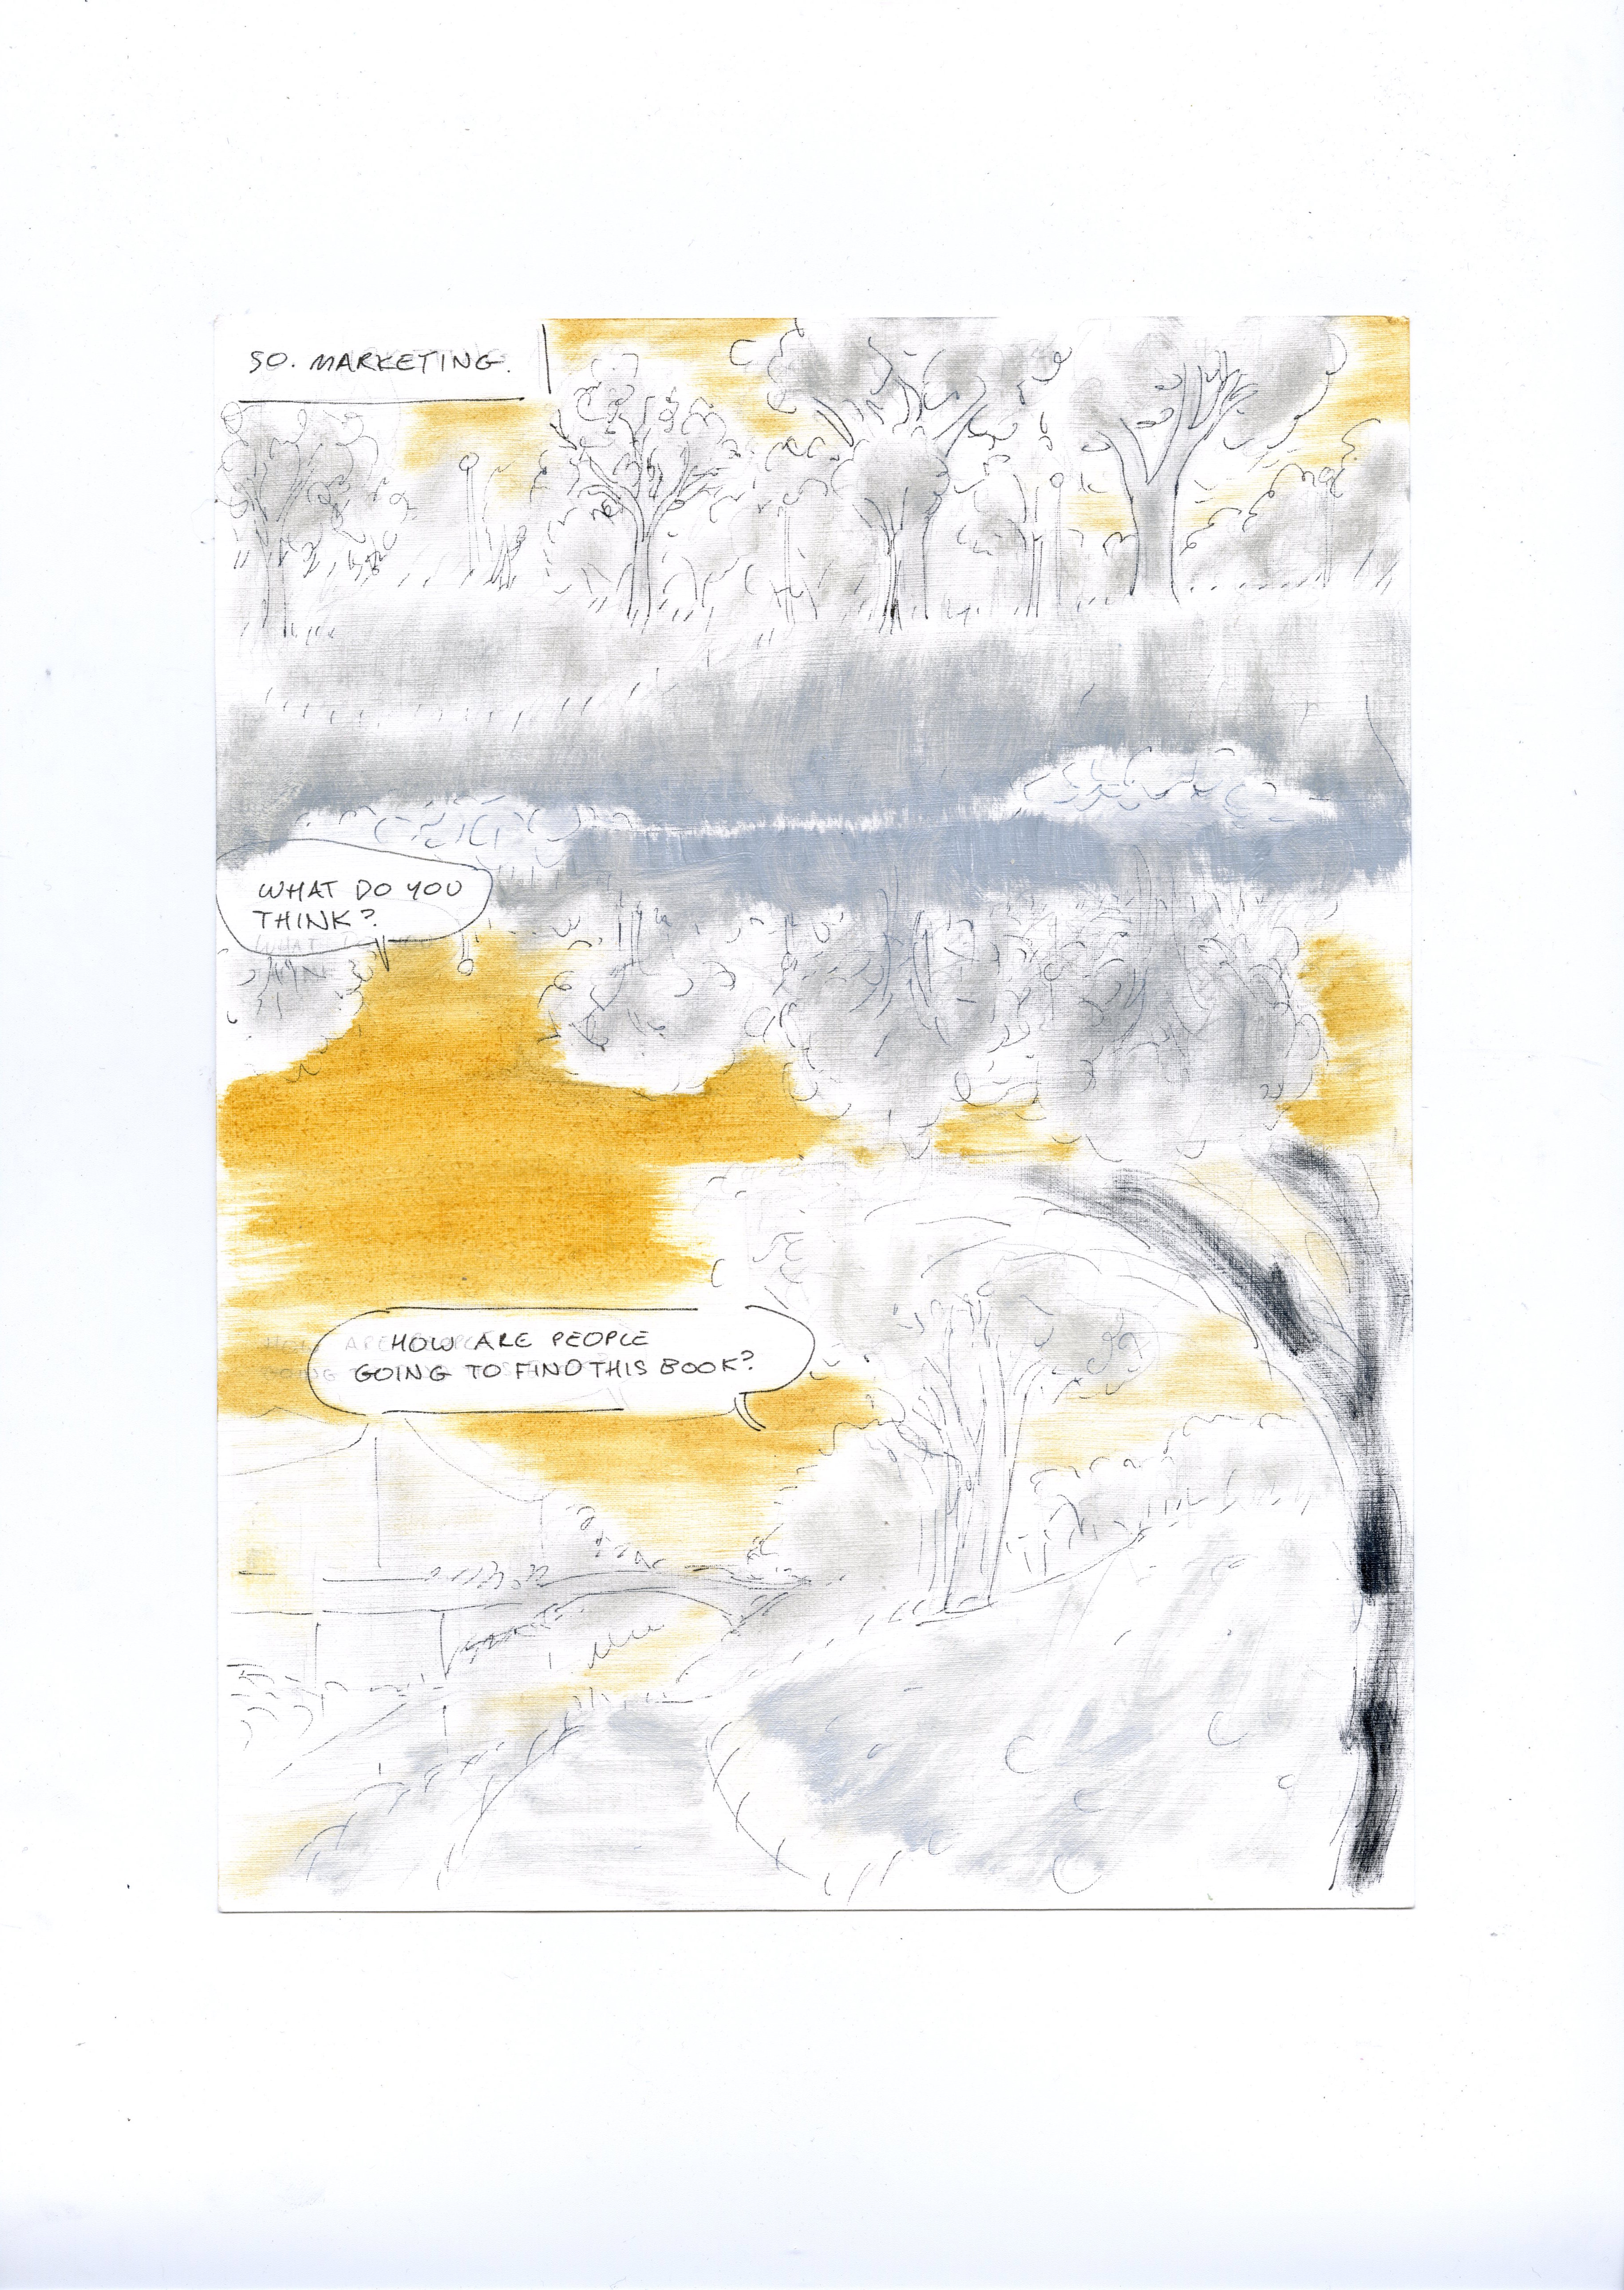 SO. MARKETING.
WHAT DO YOU
THINK?
HOW ARE PEOPLE
GOING TO FIND THIS BOOK?